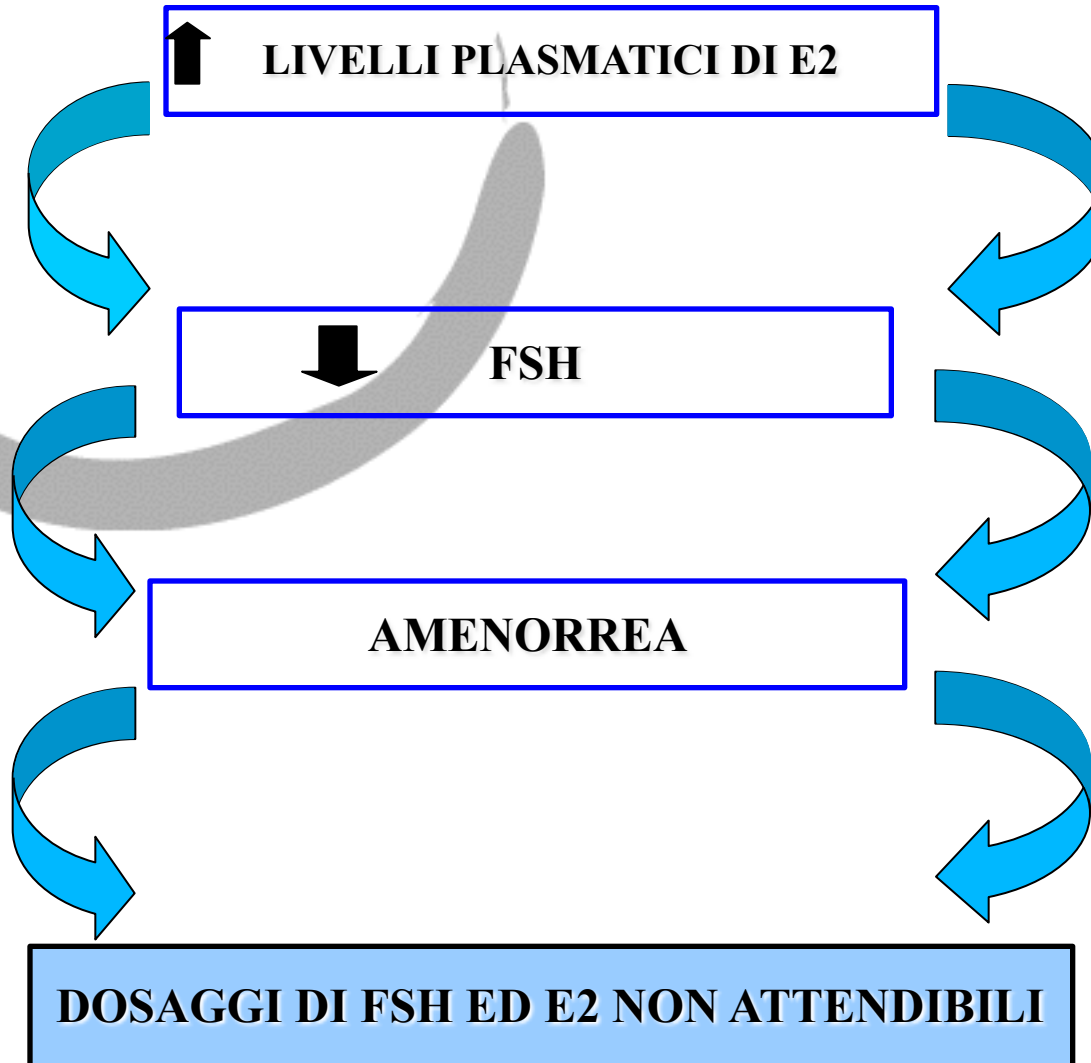 LIVELLI PLASMATICI DI E2
FSH
AMENORREA
DOSAGGI DI FSH ED E2 NON ATTENDIBILI